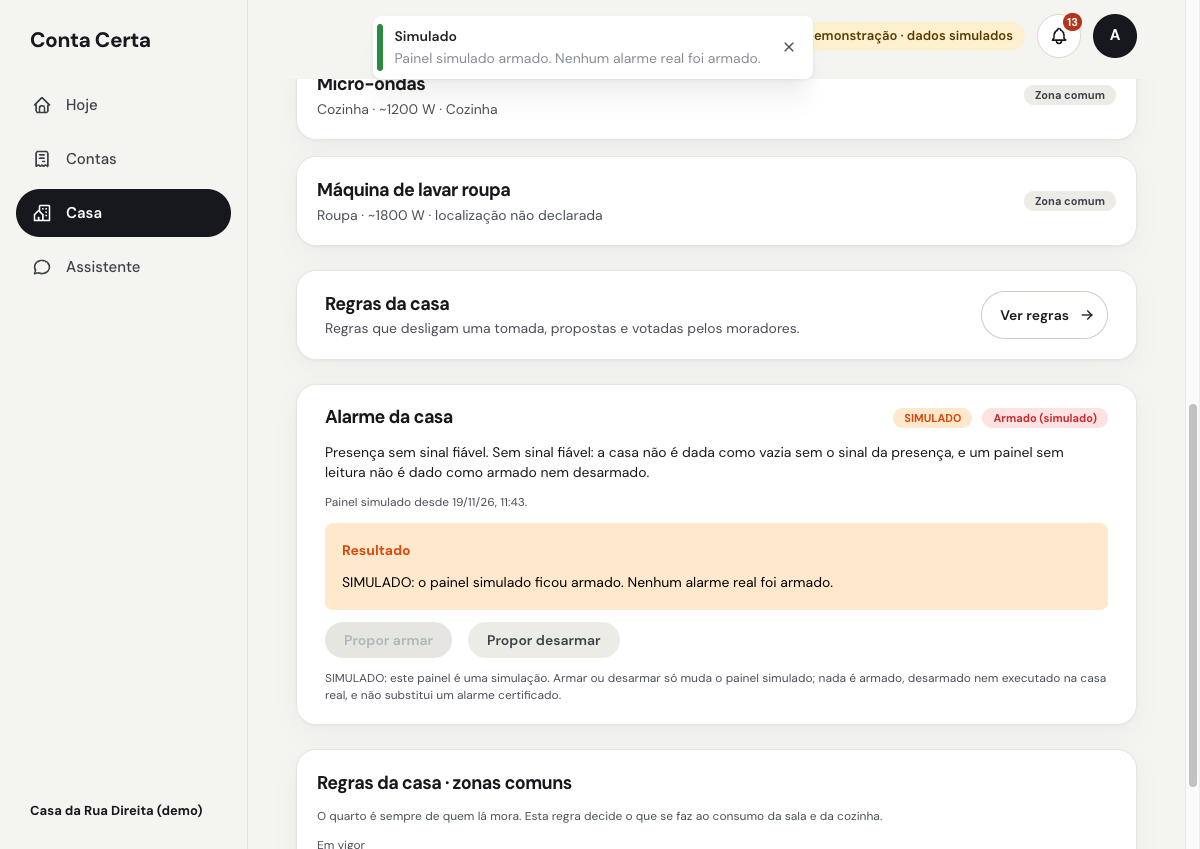 Conta Certa
Hoje
Contas
Casa
Assistente
Casa da Rua Direita (demo)
Simulado
Painel simulado armado. Nenhum alarme real foi armado.
emonstração · dados simulados
13
A
Micro-ondas
Cozinha · ~1200 W · Cozinha
Zona comum
Máquina de lavar roupa
Roupa · ~1800 W · localização não declarada
Zona comum
Regras da casa
Regras que desligam uma tomada, propostas e votadas pelos moradores.
Ver regras
Alarme da casa
SIMULADO
Armado (simulado)
Presença sem sinal fiável. Sem sinal fiável: a casa não é dada como vazia sem o sinal da presença, e um painel sem
leitura não é dado como armado nem desarmado.
Painel simulado desde 19/11/26, 11:43.
Resultado
SIMULADO: o painel simulado ficou armado. Nenhum alarme real foi armado.
Propor armar
Propor desarmar
SIMULADO: este painel é uma simulação. Armar ou desarmar só muda o painel simulado; nada é armado, desarmado nem executado na casa
real, e não substitui um alarme certificado.
Regras da casa · zonas comuns
O quarto é sempre de quem lá mora. Esta regra decide o que se faz ao consumo da sala e da cozinha.
Em vigor